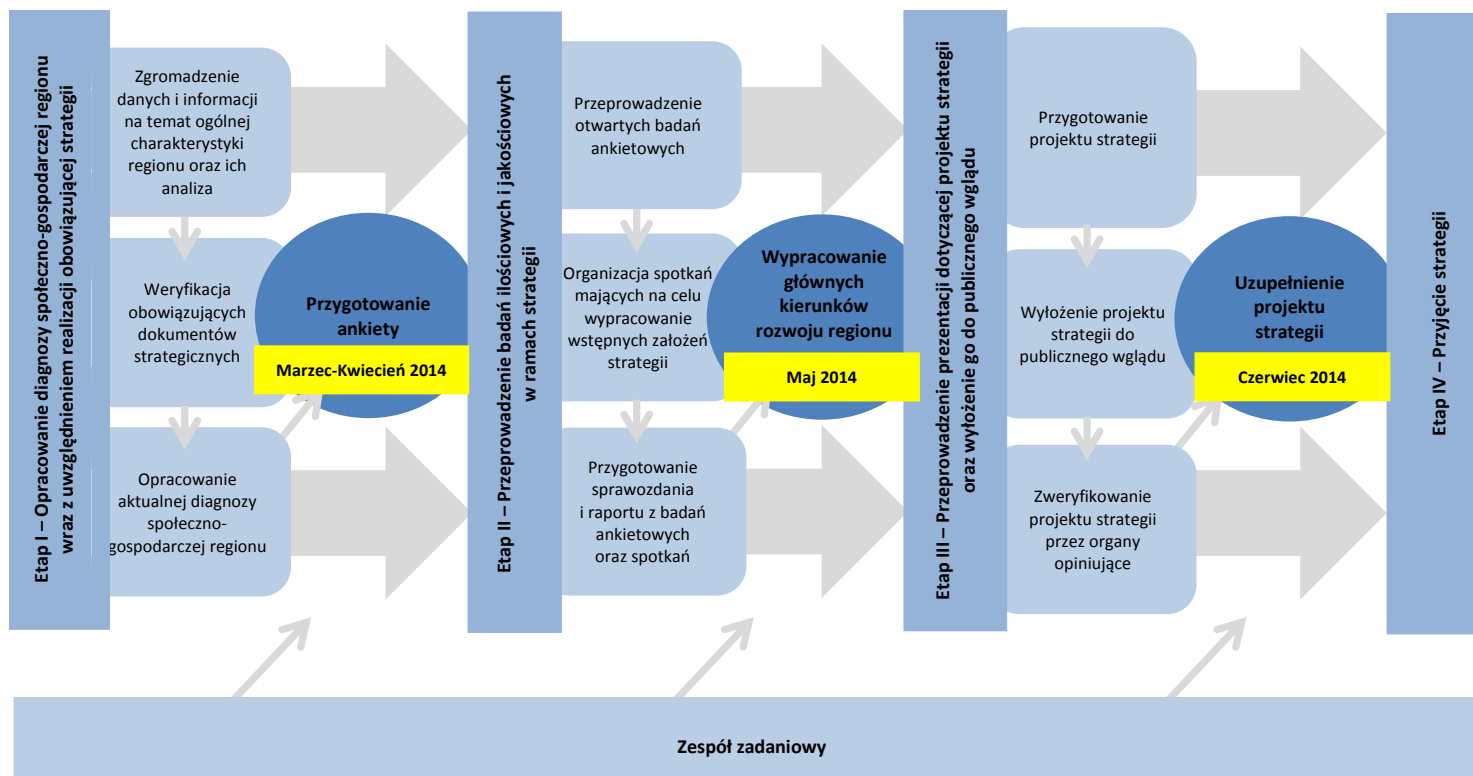 Etap I – Opracowanie diagnozy społeczno-gospodarczej regionu
wraz z uwzględnieniem realizacji obowiązującej strategii
Zgromadzenie
danych i informacji
na temat ogólnej
charakterystyki
regionu oraz ich
analiza
Weryfikacja
obowiązujących
dokumentów
strategicznych
Opracowanie
aktualnej diagnozy
społeczno-
gospodarczej regionu
Przygotowanie
ankiety
Marzec-Kwiecień 2014
Etap II – Przeprowadzenie badań ilościowych i jakościowych
w ramach strategii
Przeprowadzenie
otwartych badań
ankietowych
Organizacja spotkań
mających na celu
wypracowanie
wstępnych założeń
strategii
Przygotowanie
sprawozdania
i raportu z badań
ankietowych
oraz spotkań
Wypracowanie
głównych
kierunków
rozwoju regionu
Maj 2014
Etap III – Przeprowadzenie prezentacji dotyczącej projektu strategii
oraz wyłożenie go do publicznego wglądu
Przygotowanie
projektu strategii
Wyłożenie projektu
strategii do
publicznego wglądu
Zweryfikowanie
projektu strategii
przez organy
opiniujące
Uzupełnienie
projektu
strategii
Czerwiec 2014
Etap IV – Przyjęcie strategii
Zespół zadaniowy